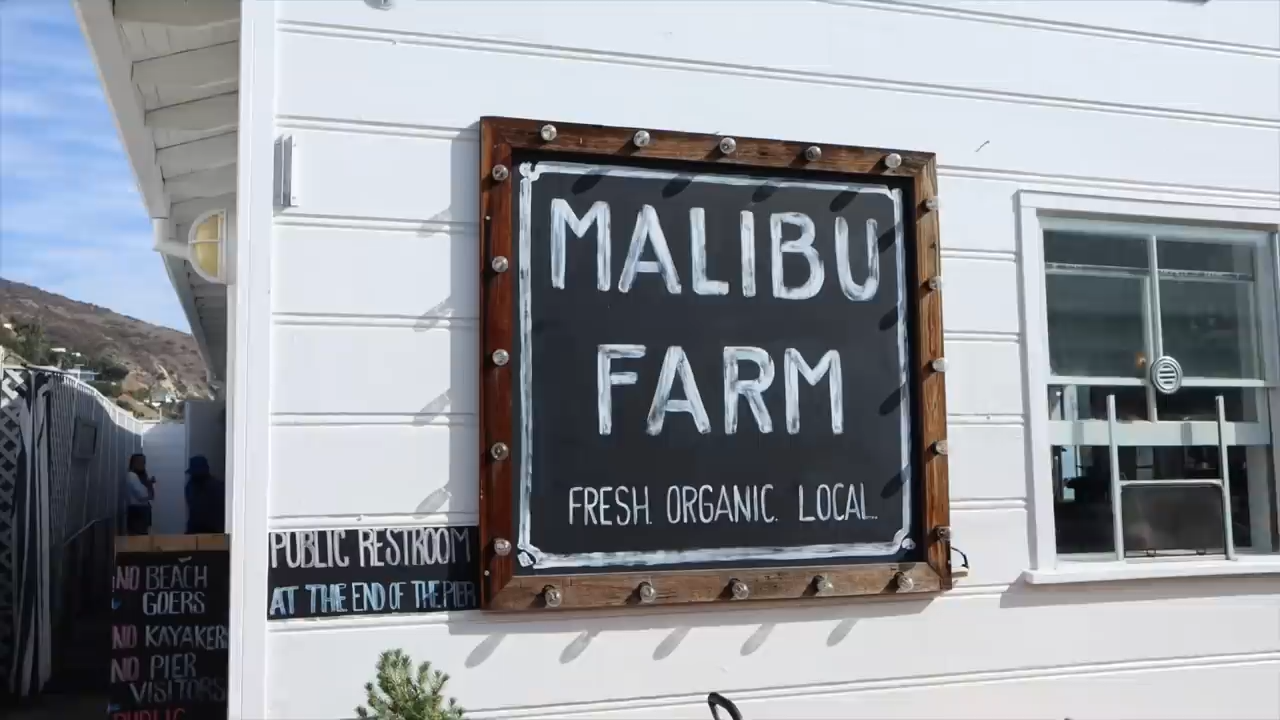 MALIBU
FARM
FRESH. ORGANIC. LOCAL.
PUBLIC RESTROOM
AT THE END OF THE PIER
NO BEACH
GOERS
NO KAYAKERS
NO PIER
VISITORS
PUBLIC